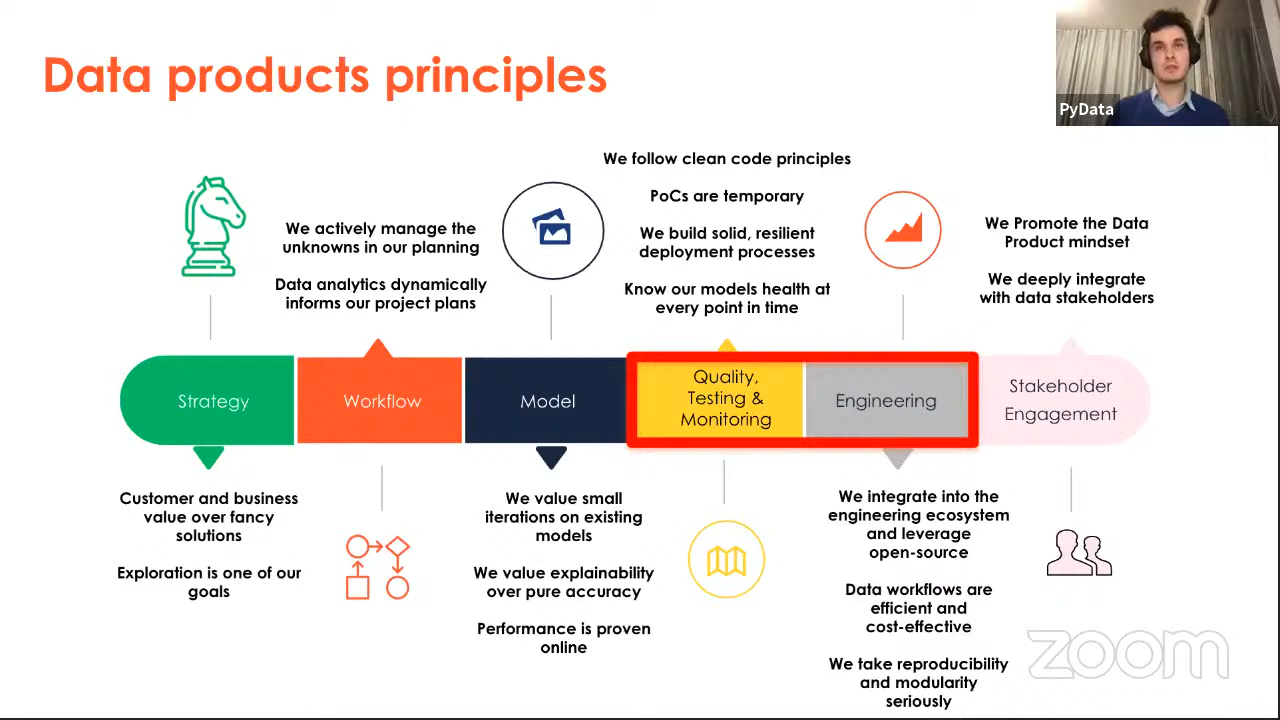 Data products principles
PyData
We actively manage the
unknowns in our planning
Data analytics dynamically
informs our project plans
We follow clean code principles
PoCs are temporary
We build solid, resilient
deployment processes
Know our models health at
every point in time
We Promote the Data
Product mindset
We deeply integrate
with data stakeholders
Strategy
Workflow
Model
Quality,
Testing &
Monitoring
Engineering
Stakeholder
Engagement
Customer and business
value over fancy
solutions
Exploration is one of our
goals
We value small
iterations on existing
models
We value explainability
over pure accuracy
Performance is proven
online
We integrate into the
engineering ecosystem
and leverage
open-source
Data workflows are
efficient and
cost-effective
We take reproducibility
and modularity
seriously
zoom